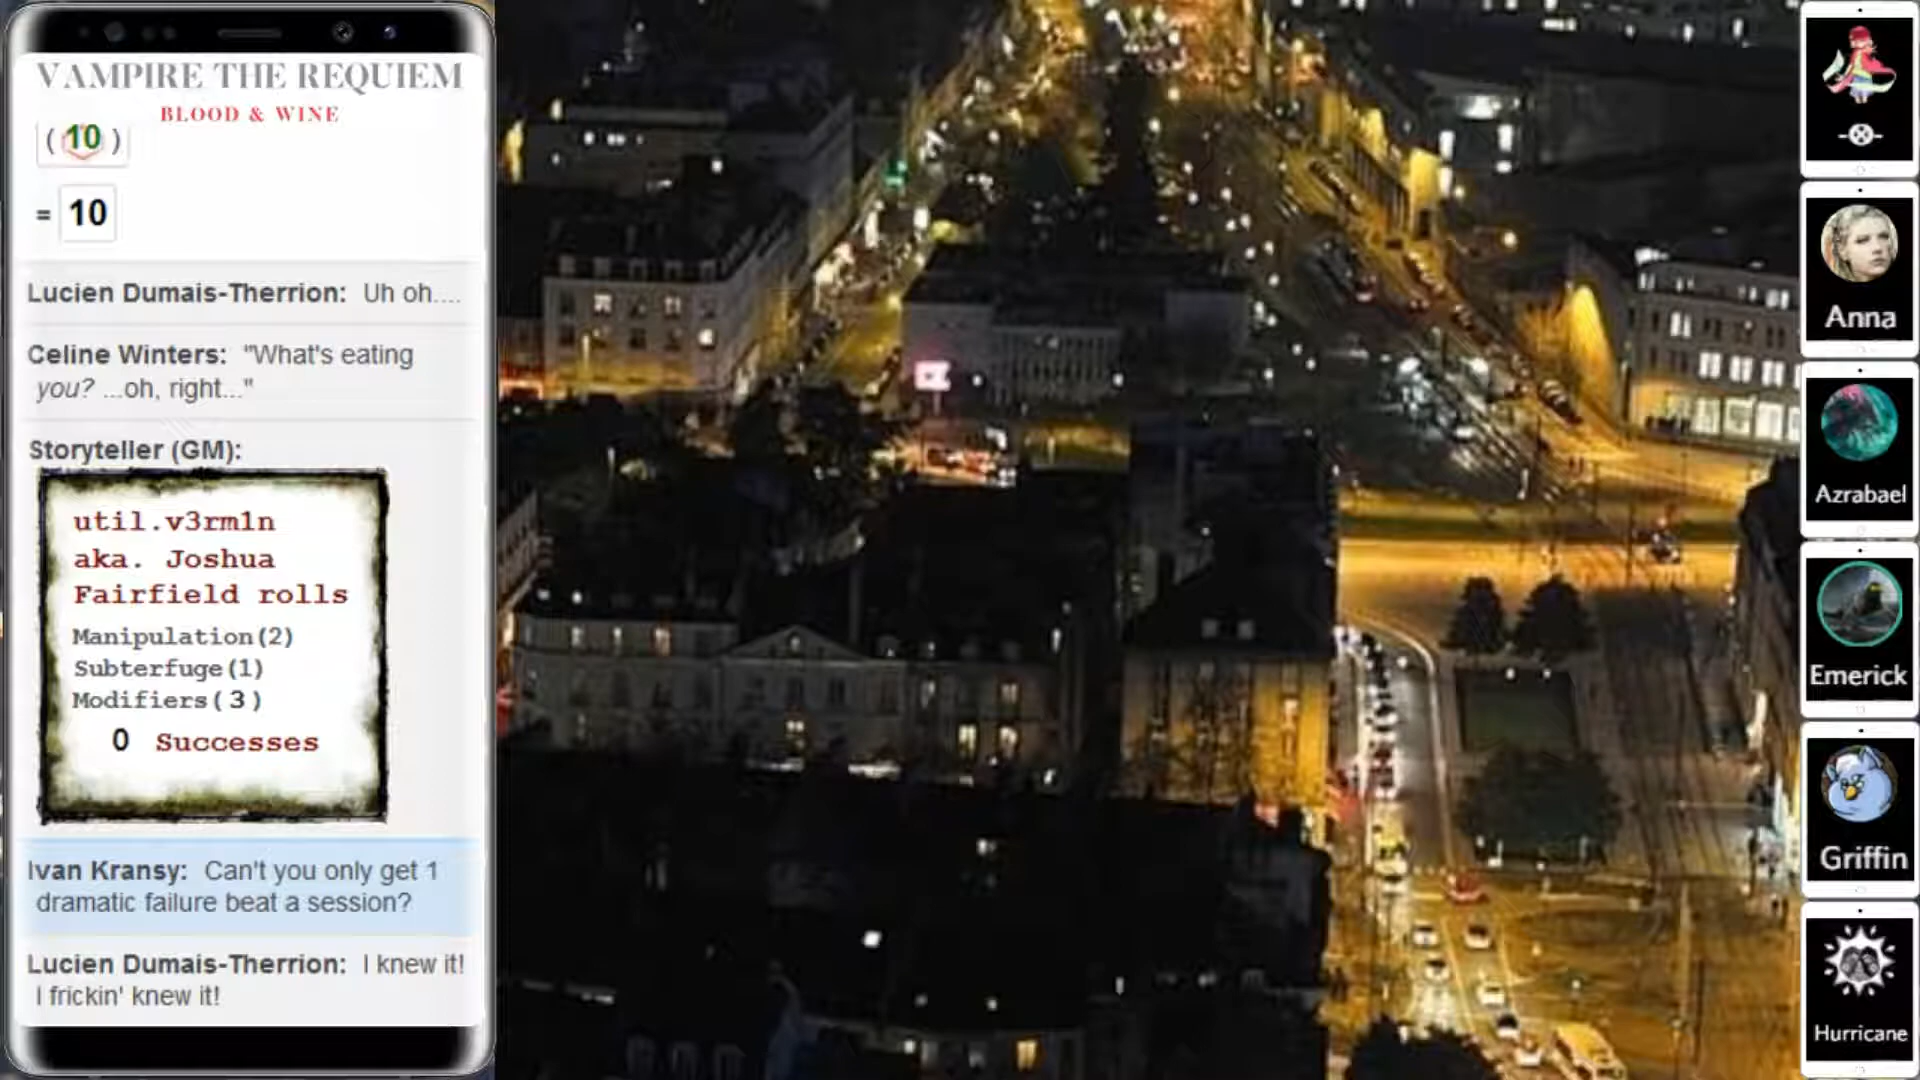 VAMPIRE THE REQUIEM
BLOOD & WINE
(10)
= 10
Lucien Dumais-Therrion: Uh oh....
Celine Winters: "What's eating
you? ...oh, right..."
Storyteller (GM):
util.v3rm1n
aka. Joshua
Fairfield rolls
Manipulation(2)
Subterfuge(1)
Modifiers(3)
0 Successes
Ivan Kransy: Can't you only get 1
dramatic failure beat a session?
Lucien Dumais-Therrion: I knew it!
I frickin' knew it!
Anna
Azrabael
Emerick
Griffin
Hurricane